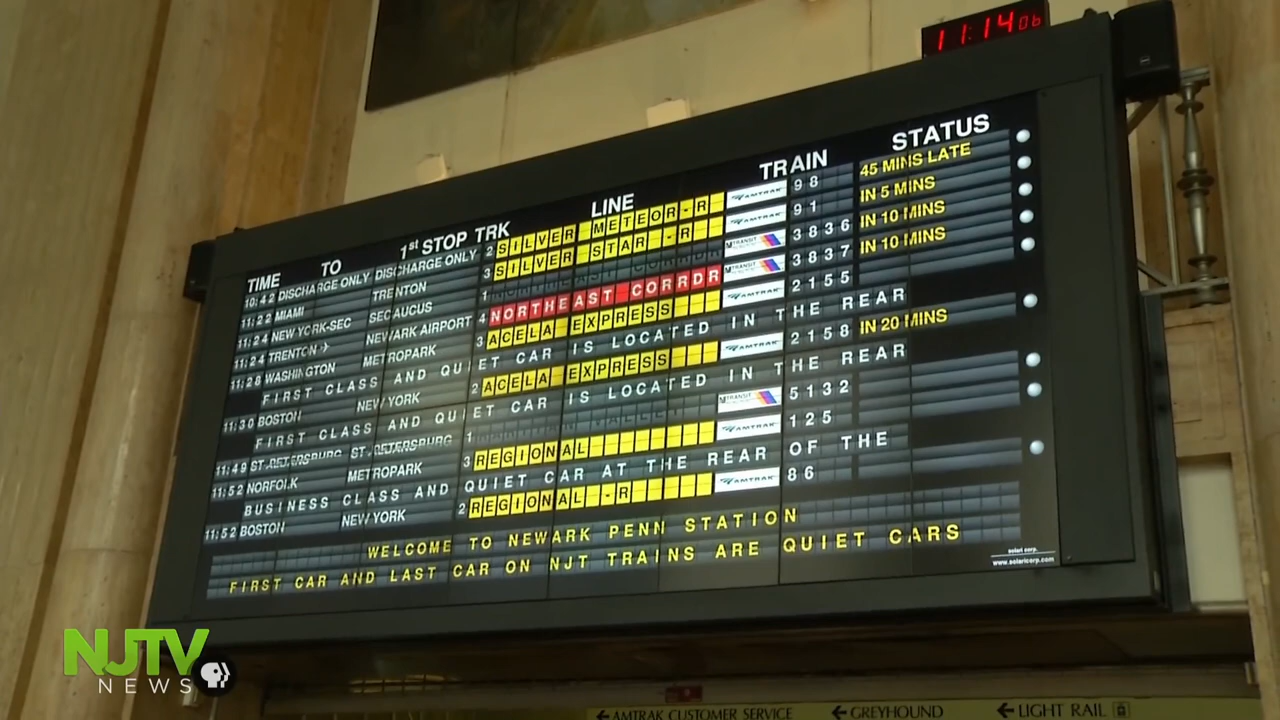 11:14 06
TIME TO 1st STOP TRK LINE TRAIN STATUS
10:42 DISCHARGE ONLY DISCHARGE ONLY 2 SILVER METEOR-R AMTRAK 98 45 MINS LATE
11:22 MIAMI TRENTON 3 SILVER STAR -R AMTRAK 91 IN 5 MINS
11:24 NEW YORK-SEC SECAUCUS 1 NORTHEAST CORRDR TRANSIT 3836 IN 10 MINS
11:24 TRENTON NEWARK AIRPORT 4 NORTHEAST CORRDR TRANSIT 3837 IN 10 MINS
11:28 WASHINGTON METROPARK 3 ACELA EXPRESS AMTRAK 2155
FIRST CLASS AND QUIET CAR IS LOCATED IN THE REAR
11:30 BOSTON NEW YORK 2 ACELA EXPRESS AMTRAK 2158 IN 20 MINS
FIRST CLASS AND QUIET CAR IS LOCATED IN THE REAR
11:49 ST.PETERSBURG ST.PETERSBURG 1 RARITAN VALLEY TRANSIT 5132
11:52 NORFOLK METROPARK 3 REGIONAL AMTRAK 125
BUSINESS CLASS AND QUIET CAR AT THE REAR OF THE
11:52 BOSTON NEW YORK 2 REGIONAL -R AMTRAK 86
WELCOME TO NEWARK PENN STATION
FIRST CAR AND LAST CAR ON NJT TRAINS ARE QUIET CARS
solari corp.
www.solaricorp.com
NJTV
NEWS
PBS
← AMTRAK CUSTOMER SERVICE ← GREYHOUND ← LIGHT RAIL